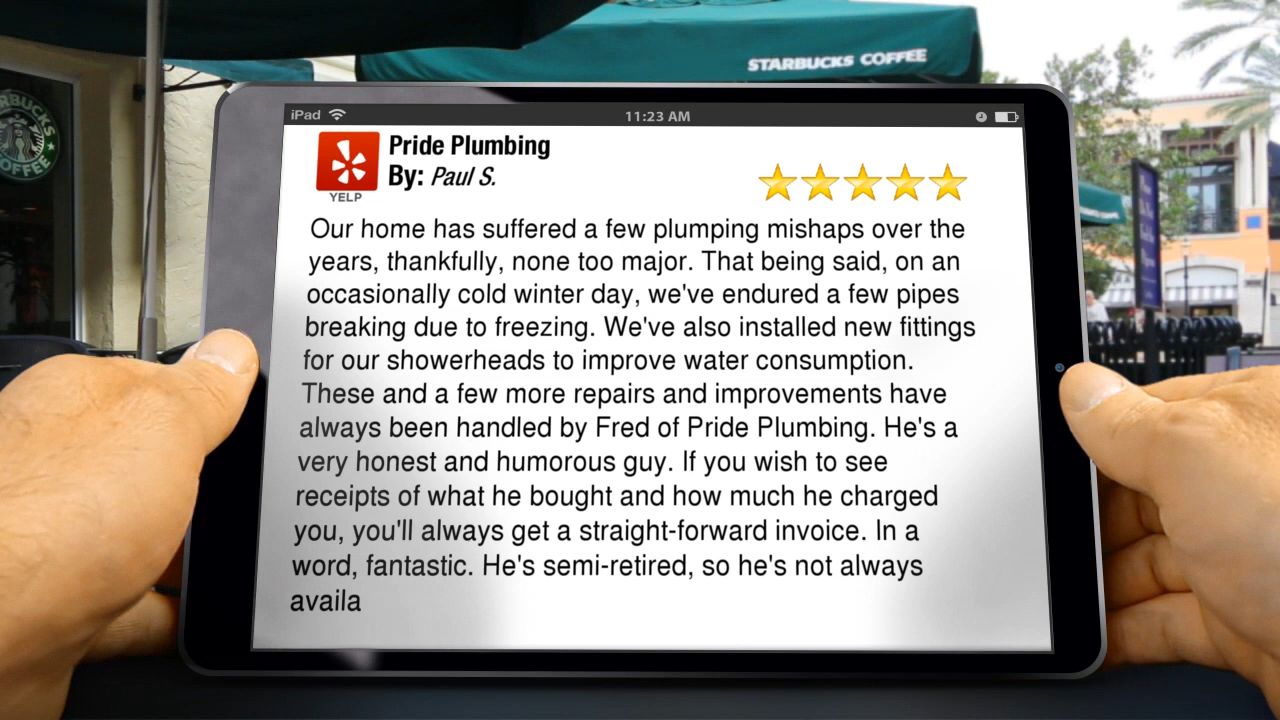 STARBUCKS COFFEE
RBUCKS
OFFEE
iPad
11:23 AM
Pride Plumbing
By: Paul S.
YELP
Our home has suffered a few plumping mishaps over the
years, thankfully, none too major. That being said, on an
occasionally cold winter day, we've endured a few pipes
breaking due to freezing. We've also installed new fittings
for our showerheads to improve water consumption.
These and a few more repairs and improvements have
always been handled by Fred of Pride Plumbing. He's a
very honest and humorous guy. If you wish to see
receipts of what he bought and how much he charged
you, you'll always get a straight-forward invoice. In a
word, fantastic. He's semi-retired, so he's not always
availa